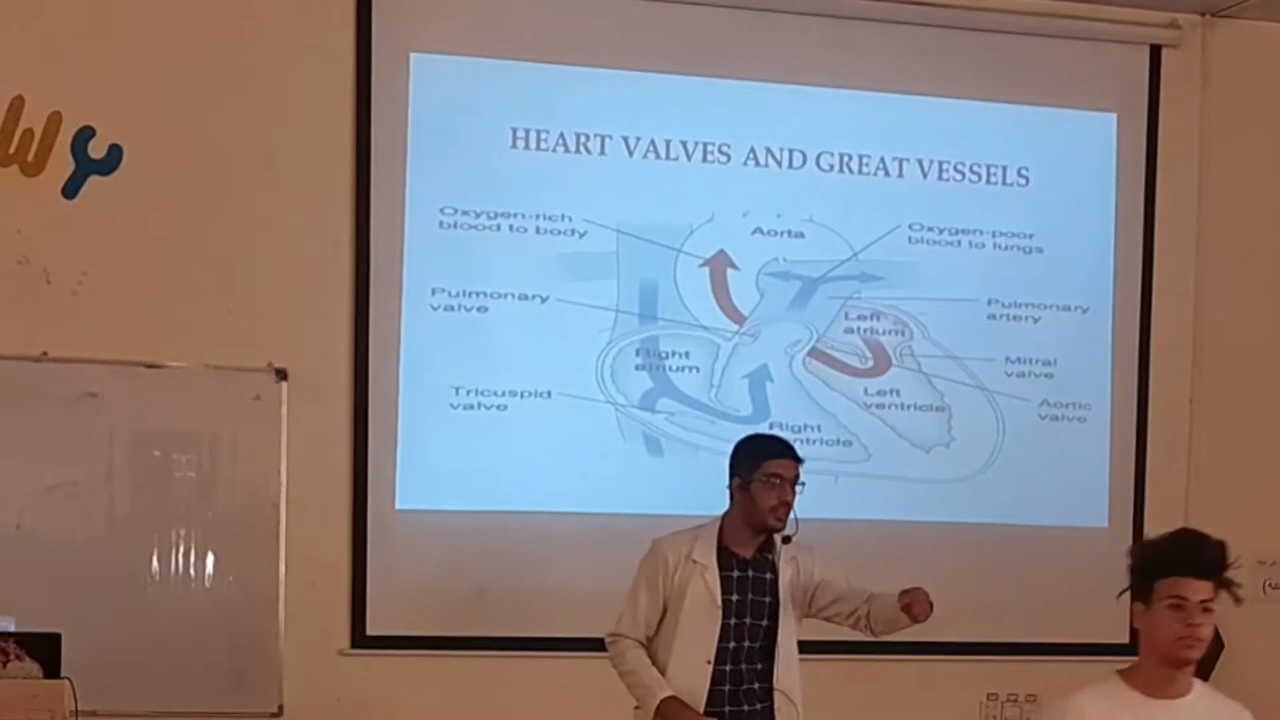 HEART VALVES AND GREAT VESSELS
Oxygen-rich
blood to body
Aorta
Oxygen-poor
blood to lungs
Pulmonary
valve
Pulmonary
artery
Left
atrium
Right
atrium
Mitral
valve
Tricuspid
valve
Left
ventricle
Aortic
valve
Right